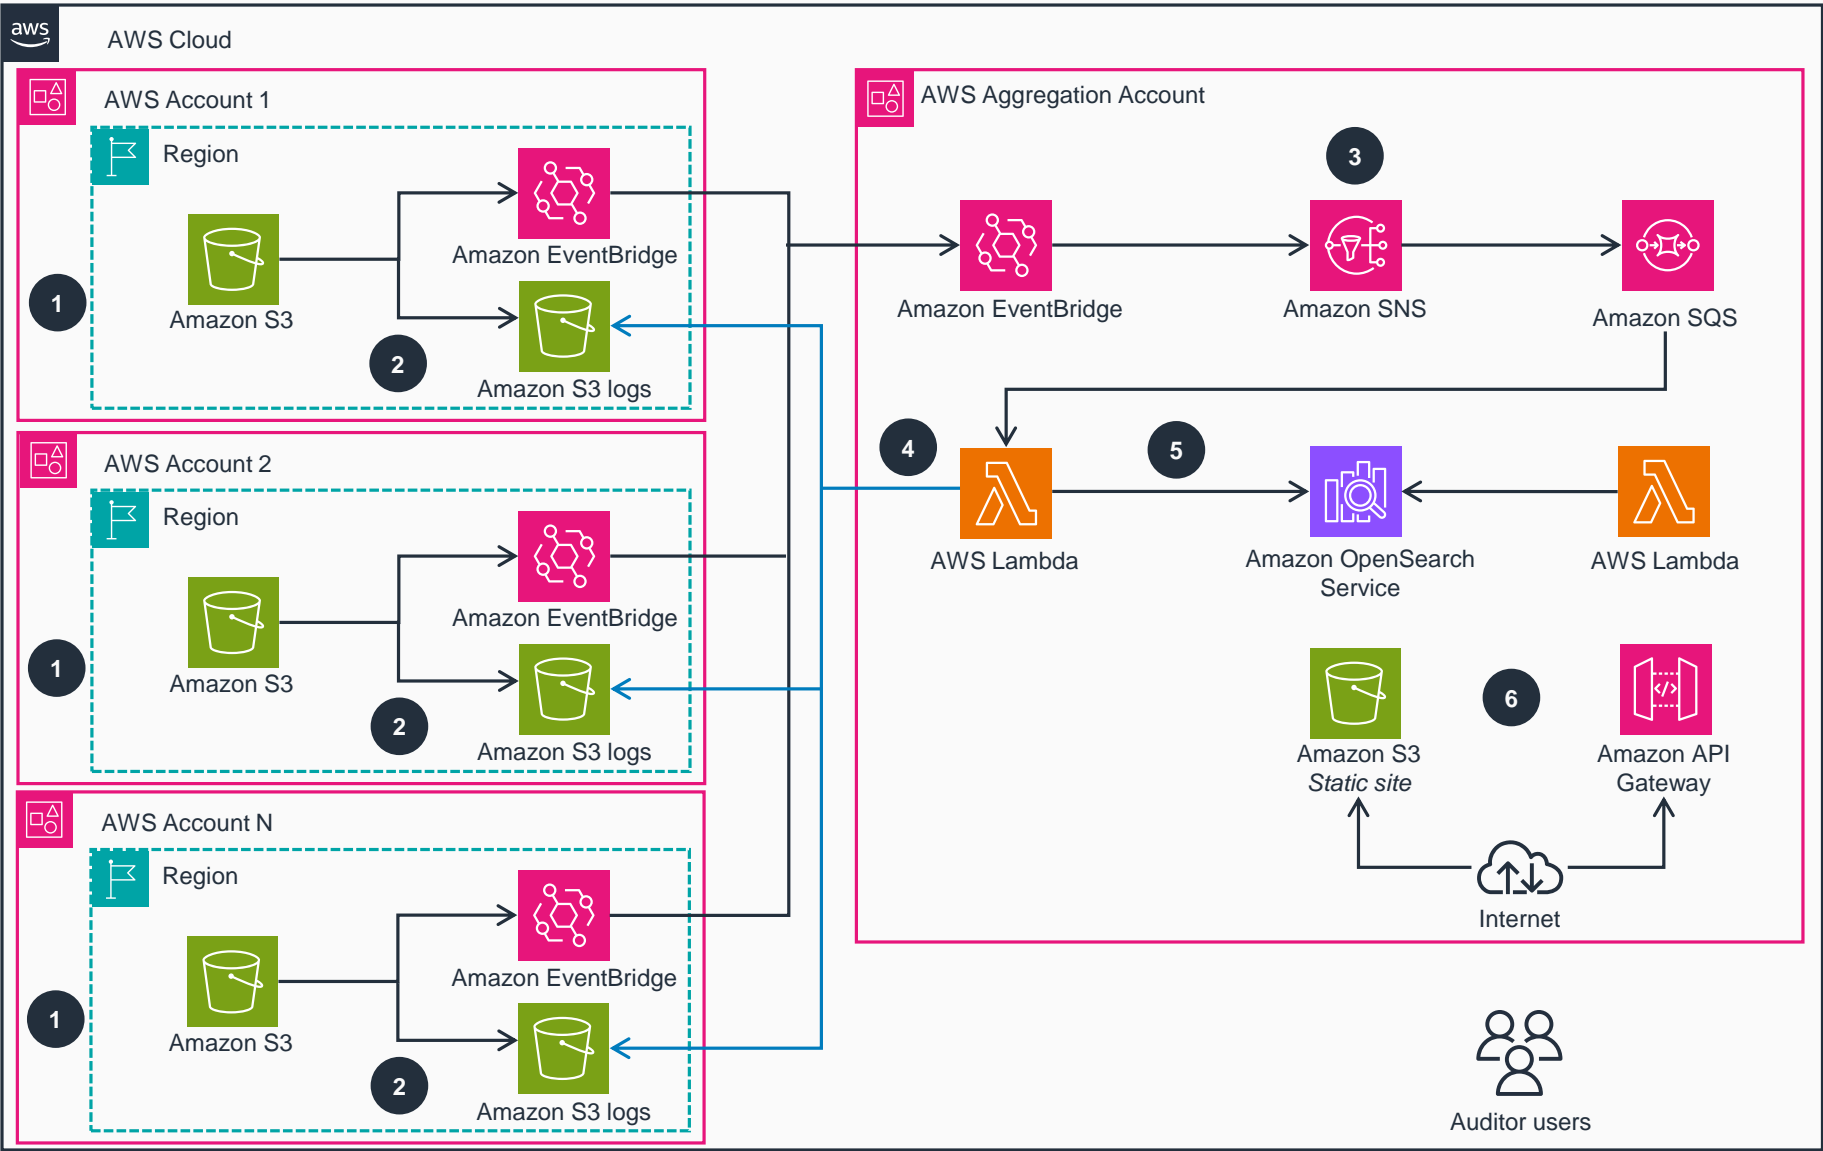 aws
AWS Cloud
AWS Account 1
Region
Amazon EventBridge
Amazon S3
1
2
Amazon S3 logs
AWS Account 2
Region
Amazon EventBridge
Amazon S3
1
2
Amazon S3 logs
AWS Account N
Region
Amazon EventBridge
Amazon S3
1
2
Amazon S3 logs
AWS Aggregation Account
3
Amazon EventBridge
Amazon SNS
Amazon SQS
4
5
AWS Lambda
Amazon OpenSearch
Service
AWS Lambda
6
</>
Amazon S3
Static site
Amazon API
Gateway
Internet
Auditor users